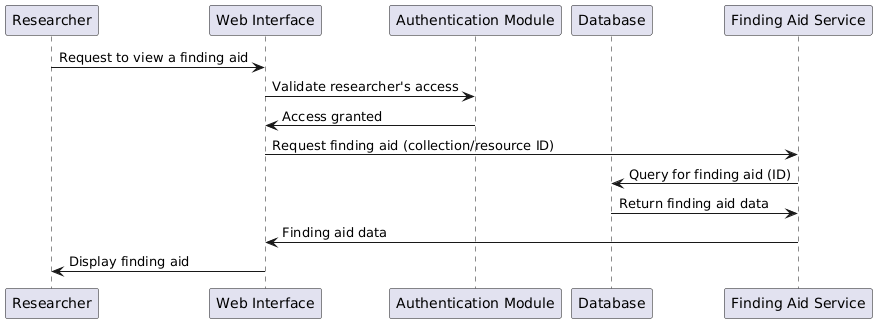 Researcher
Web Interface
Authentication Module
Database
Finding Aid Service
Request to view a finding aid
Validate researcher's access
Access granted
Request finding aid (collection/resource ID)
Query for finding aid (ID)
Return finding aid data
Finding aid data
Display finding aid
Researcher
Web Interface
Authentication Module
Database
Finding Aid Service